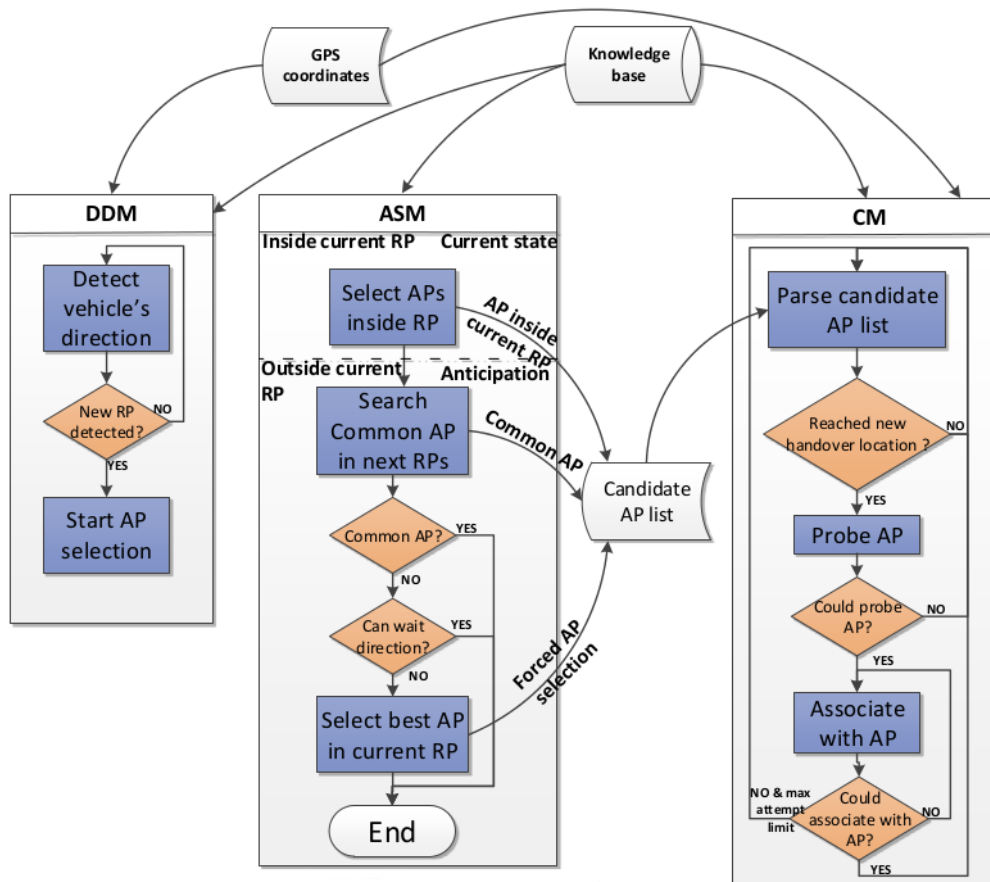 GPS
coordinates
Knowledge
base
DDM
Detect
vehicle's
direction
New RP
detected?
NO
YES
Start AP
selection
ASM
Inside current RP
Current state
Select APs
inside RP
AP inside
current RP
Outside current
RP
Anticipation
Search
Common AP
in next RPs
Common AP
Common AP?
YES
NO
Can wait
direction?
YES
NO
Select best AP
in current RP
Forced AP
selection
End
Candidate
AP list
CM
Parse candidate
AP list
Reached new
handover location ?
NO
YES
Probe AP
Could probe
AP?
NO
YES
Associate
with AP
NO & max
attempt
limit
Could
associate with
AP?
NO
YES